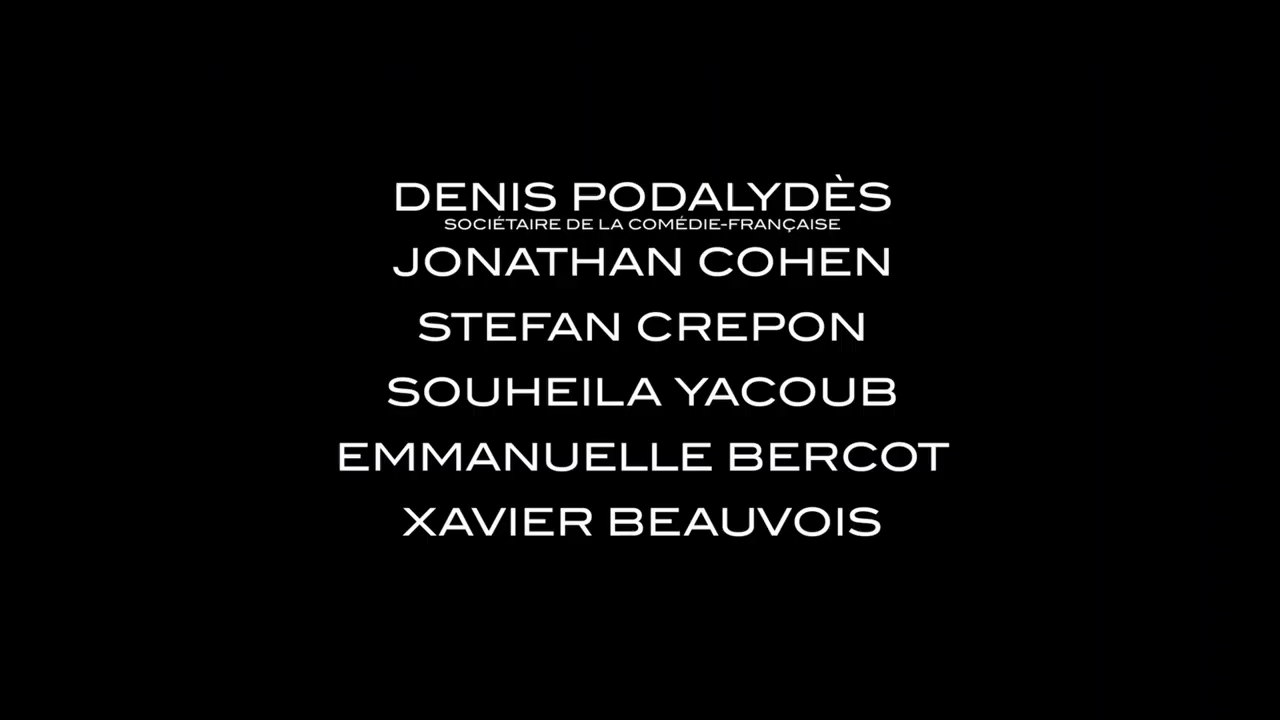 DENIS PODALYDÈS
SOCIÉTAIRE DE LA COMÉDIE-FRANÇAISE
JONATHAN COHEN
STEFAN CREPON
SOUHEILA YACOUB
EMMANUELLE BERCOT
XAVIER BEAUVOIS